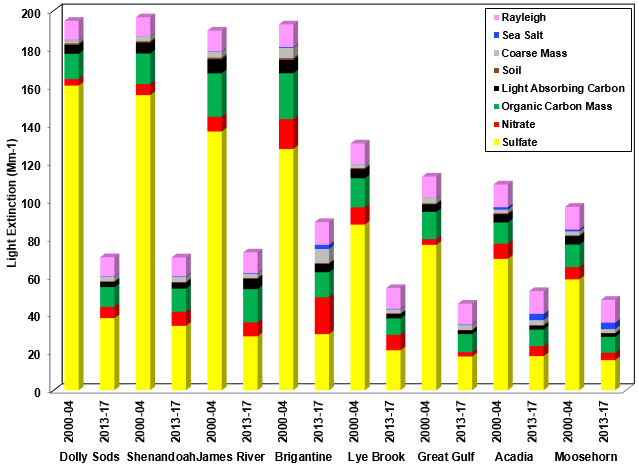 200
180
160
140
120
100
80
60
40
20
0
Light Extinction (Mm-1)
Rayleigh
Sea Salt
Coarse Mass
Soil
Light Absorbing Carbon
Organic Carbon Mass
Nitrate
Sulfate
2000-04
2013-17
2000-04
2013-17
2000-04
2013-17
2000-04
2013-17
2000-04
2013-17
2000-04
2013-17
2000-04
2013-17
2000-04
2013-17
Dolly Sods
Shenandoah
James River
Brigantine
Lye Brook
Great Gulf
Acadia
Moosehorn